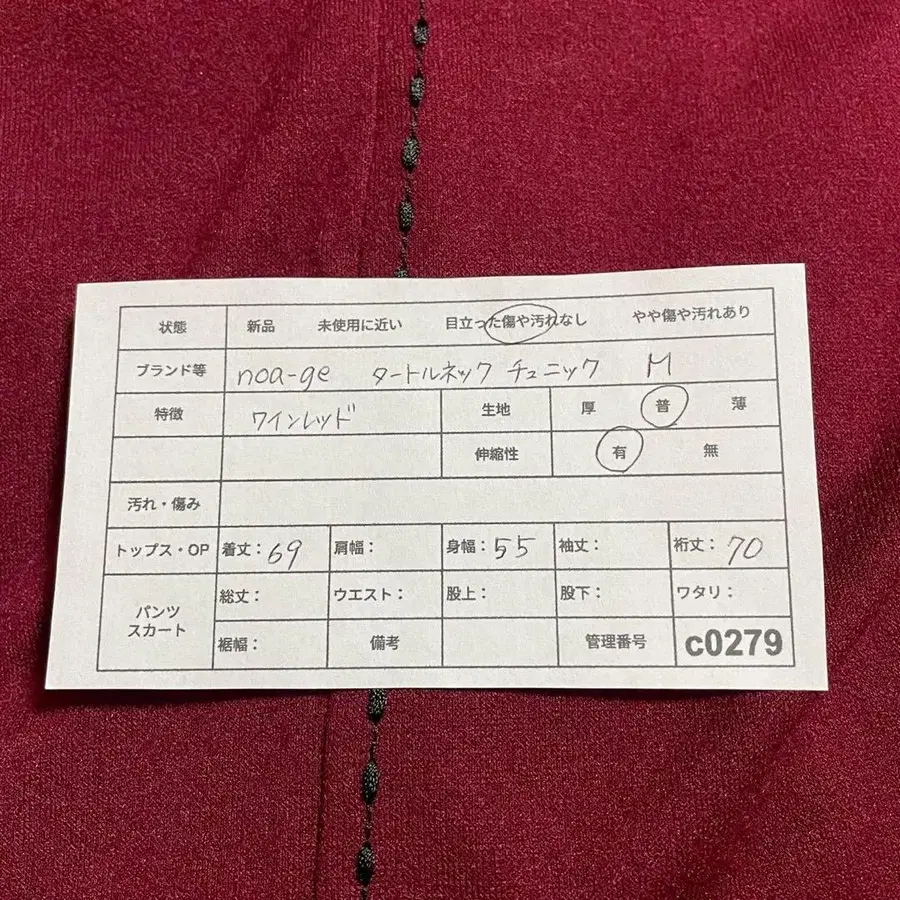 状態 新品 未使用に近い 目立った傷や汚れなし やや傷や汚れあり
ブランド等 noa-ge タートルネック チュニック M
特徴 ワインレッド 生地 厚 普 薄
伸縮性 有 無
汚れ・傷み
トップス・OP 着丈：69 肩幅： 身幅：55 袖丈： 裄丈：70
パンツ スカート 総丈： ウエスト： 股上： 股下： ワタリ：
裾幅： 備考 管理番号 c0279